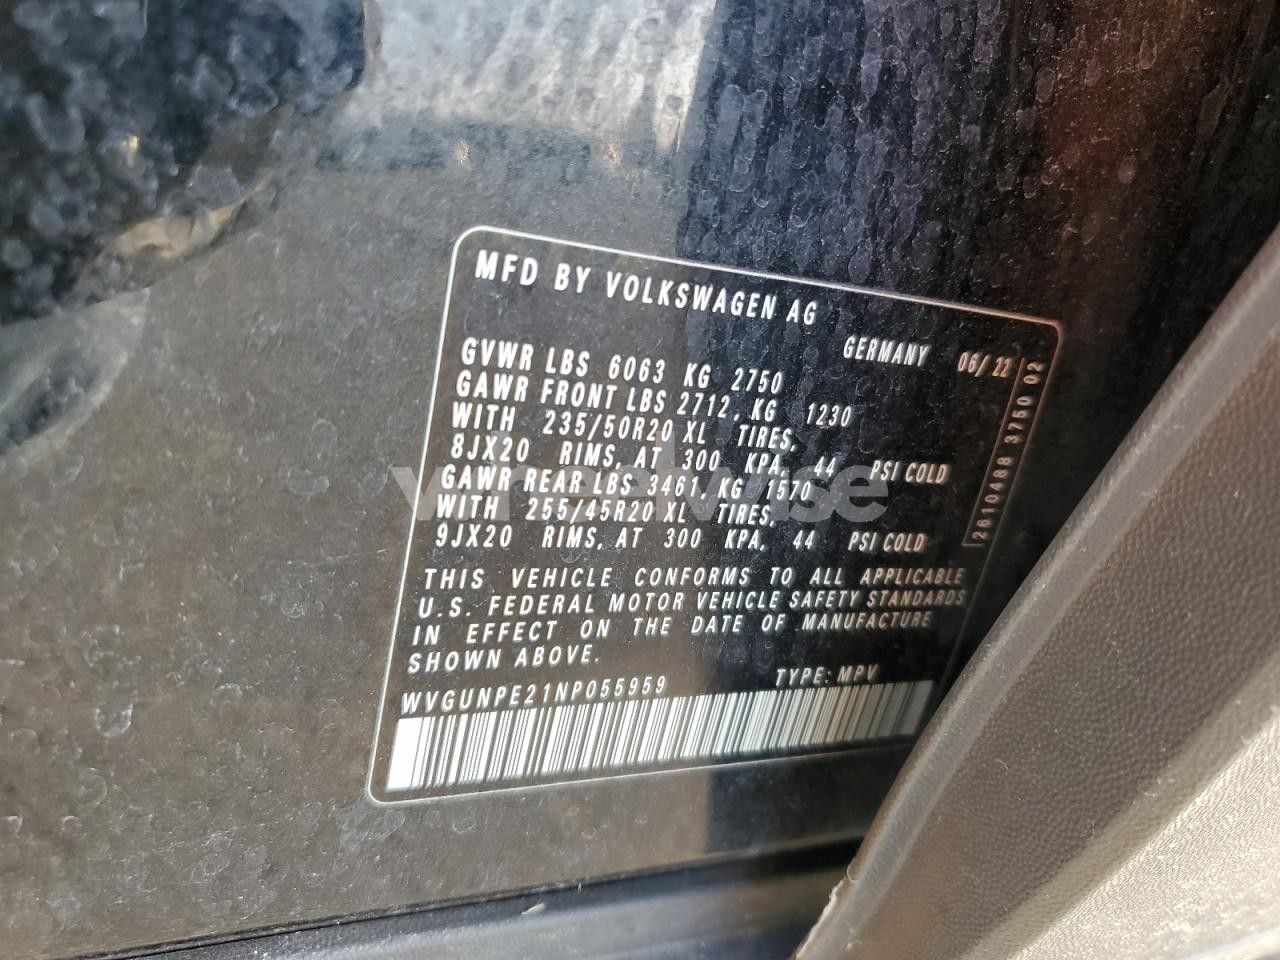 MFD BY VOLKSWAGEN AG
GERMANY 06/22
GVWR LBS 6063 KG 2750
GAWR FRONT LBS 2712, KG 1230
WITH 235/50R20 XL TIRES,
8JX20 RIMS, AT 300 KPA, 44 PSI COLD
GAWR REAR LBS 3461, KG 1570
WITH 255/45R20 XL TIRES,
9JX20 RIMS, AT 300 KPA, 44 PSI COLD
THIS VEHICLE CONFORMS TO ALL APPLICABLE
U.S. FEDERAL MOTOR VEHICLE SAFETY STANDARDS
IN EFFECT ON THE DATE OF MANUFACTURE
SHOWN ABOVE.
WVGUNPE21NP055959 TYPE: MPV
2610488 3750 02